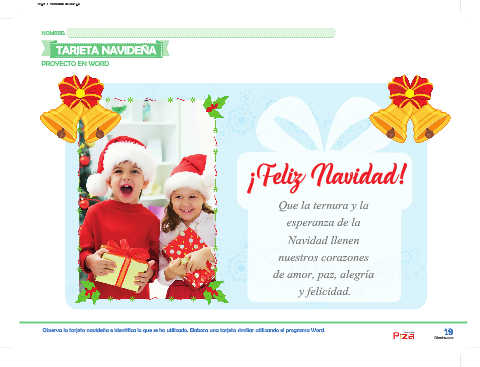 NOMBRE:
TARJETA NAVIDEÑA
PROYECTO EN WORD
¡Feliz Navidad!
Que la ternura y la
esperanza de la
Navidad llenen
nuestros corazones
de amor, paz, alegría
y felicidad.
Observa la tarjeta navideña e identifica lo que se ha utilizado. Elabora una tarjeta similar utilizando el programa Word.
19